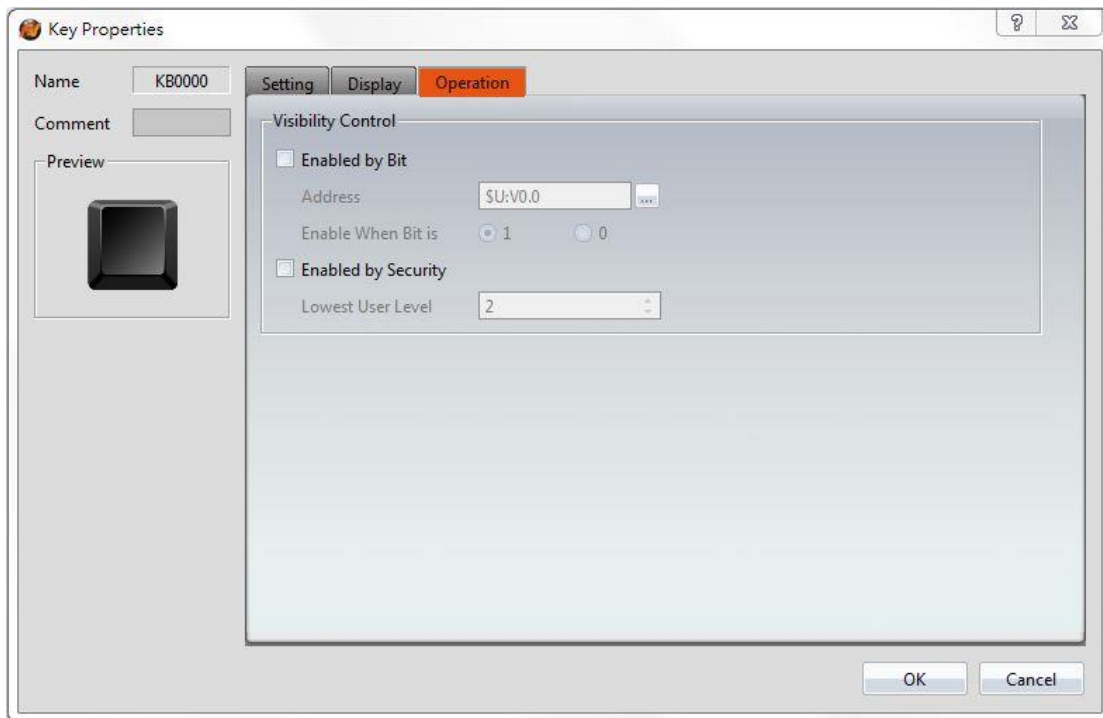 Key Properties
Name KB0000
Comment
Preview
Setting Display Operation
Visibility Control
Enabled by Bit
Address $U:V0.0 ...
Enable When Bit is 1 0
Enabled by Security
Lowest User Level 2
OK Cancel